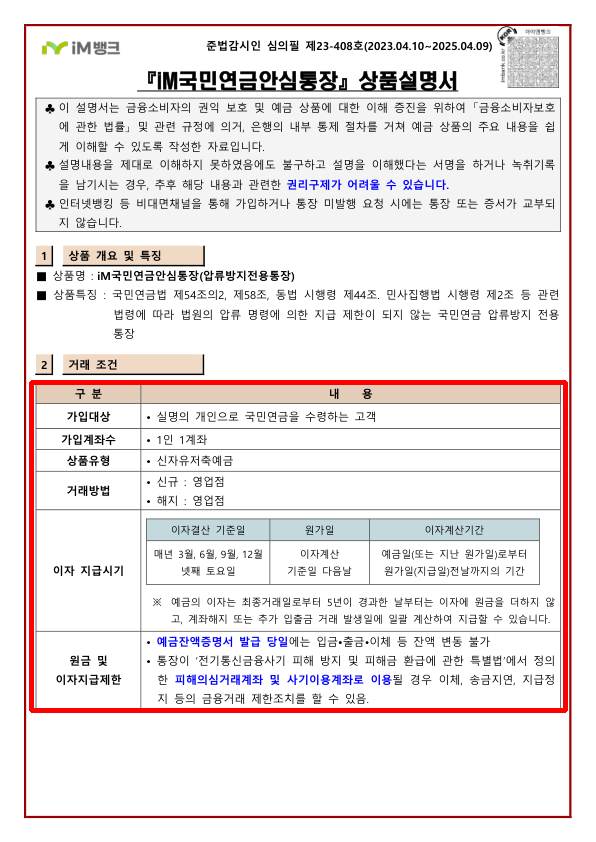 iM뱅크
준법감시인 심의필 제23-408호(2023.04.10~2025.04.09)
아이엠뱅크
imbank.co.kr
『iM국민연금안심통장』 상품설명서
♣ 이 설명서는 금융소비자의 권익 보호 및 예금 상품에 대한 이해 증진을 위하여「금융소비자보호
에 관한 법률」및 관련 규정에 의거, 은행의 내부 통제 절차를 거쳐 예금 상품의 주요 내용을 쉽
게 이해할 수 있도록 작성한 자료입니다.
♣ 설명내용을 제대로 이해하지 못하였음에도 불구하고 설명을 이해했다는 서명을 하거나 녹취기록
을 남기시는 경우, 추후 해당 내용과 관련한 권리구제가 어려울 수 있습니다.
♣ 인터넷뱅킹 등 비대면채널을 통해 가입하거나 통장 미발행 요청 시에는 통장 또는 증서가 교부되
지 않습니다.
1 상품 개요 및 특징
■ 상품명 : iM국민연금안심통장(압류방지전용통장)
■ 상품특징 : 국민연금법 제54조의2, 제58조, 동법 시행령 제44조. 민사집행법 시행령 제2조 등 관련
법령에 따라 법원의 압류 명령에 의한 지급 제한이 되지 않는 국민연금 압류방지 전용
통장
2 거래 조건
구 분 내 용
가입대상 • 실명의 개인으로 국민연금을 수령하는 고객
가입계좌수 • 1인 1계좌
상품유형 • 신자유저축예금
거래방법 • 신규 : 영업점
• 해지 : 영업점
이자 지급시기
이자결산 기준일 원가일 이자계산기간
매년 3월, 6월, 9월, 12월 이자계산 예금일(또는 지난 원가일)로부터
넷째 토요일 기준일 다음날 원가일(지급일)전날까지의 기간
※ 예금의 이자는 최종거래일로부터 5년이 경과한 날부터는 이자에 원금을 더하지 않
고, 계좌해지 또는 추가 입출금 거래 발생일에 일괄 계산하여 지급할 수 있습니다.
원금 및
이자지급제한
• 예금잔액증명서 발급 당일에는 입금•출금•이체 등 잔액 변동 불가
• 통장이 '전기통신금융사기 피해 방지 및 피해금 환급에 관한 특별법'에서 정의
한 피해의심거래계좌 및 사기이용계좌로 이용될 경우 이체, 송금지연, 지급정
지 등의 금융거래 제한조치를 할 수 있음.